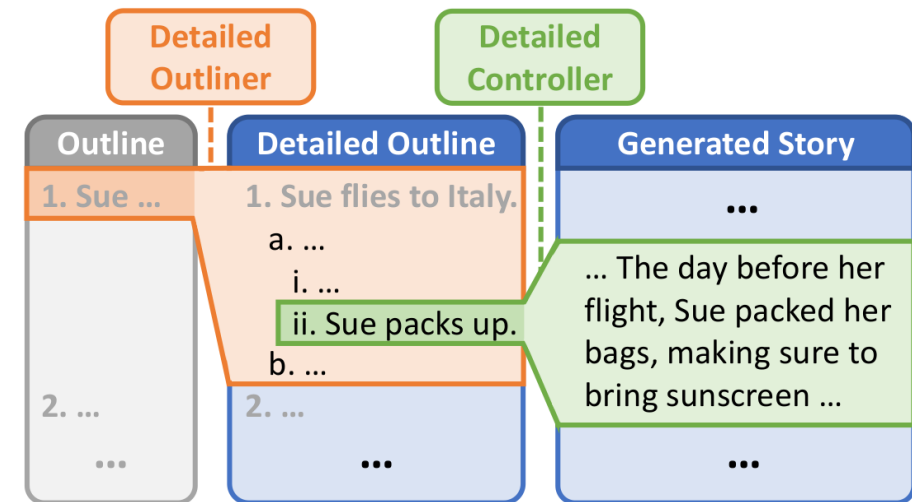 Detailed
Outliner
Detailed
Controller
Outline
1. Sue ...
2. ...
...
Detailed Outline
1. Sue flies to Italy.
a. ...
i. ...
ii. Sue packs up.
b. ...
2. ...
...
Generated Story
...
... The day before her
flight, Sue packed her
bags, making sure to
bring sunscreen ...
...